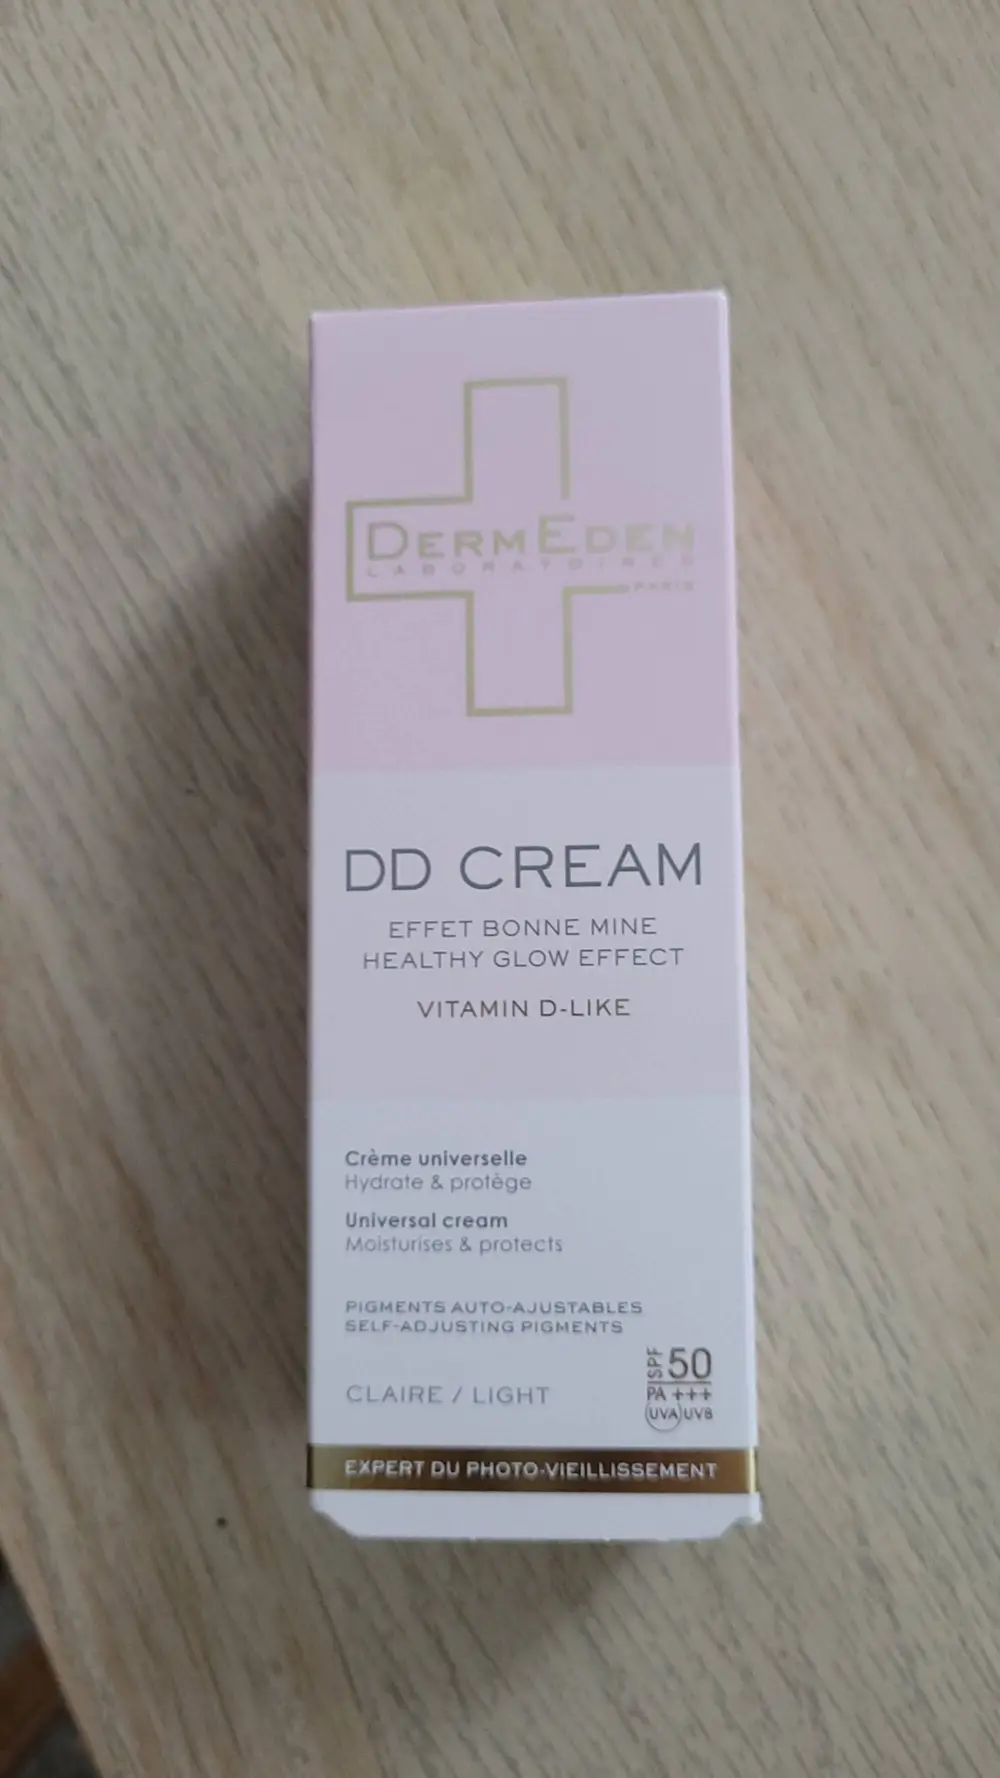 DERMEDEN
LABORATOIRES
PARIS
DD CREAM
EFFET BONNE MINE
HEALTHY GLOW EFFECT
VITAMIN D-LIKE
Crème universelle
Hydrate & protège
Universal cream
Moisturises & protects
PIGMENTS AUTO-AJUSTABLES
SELF-ADJUSTING PIGMENTS
CLAIRE / LIGHT
SPF 50
PA +++
UVA UVB
EXPERT DU PHOTO-VIEILLISSEMENT